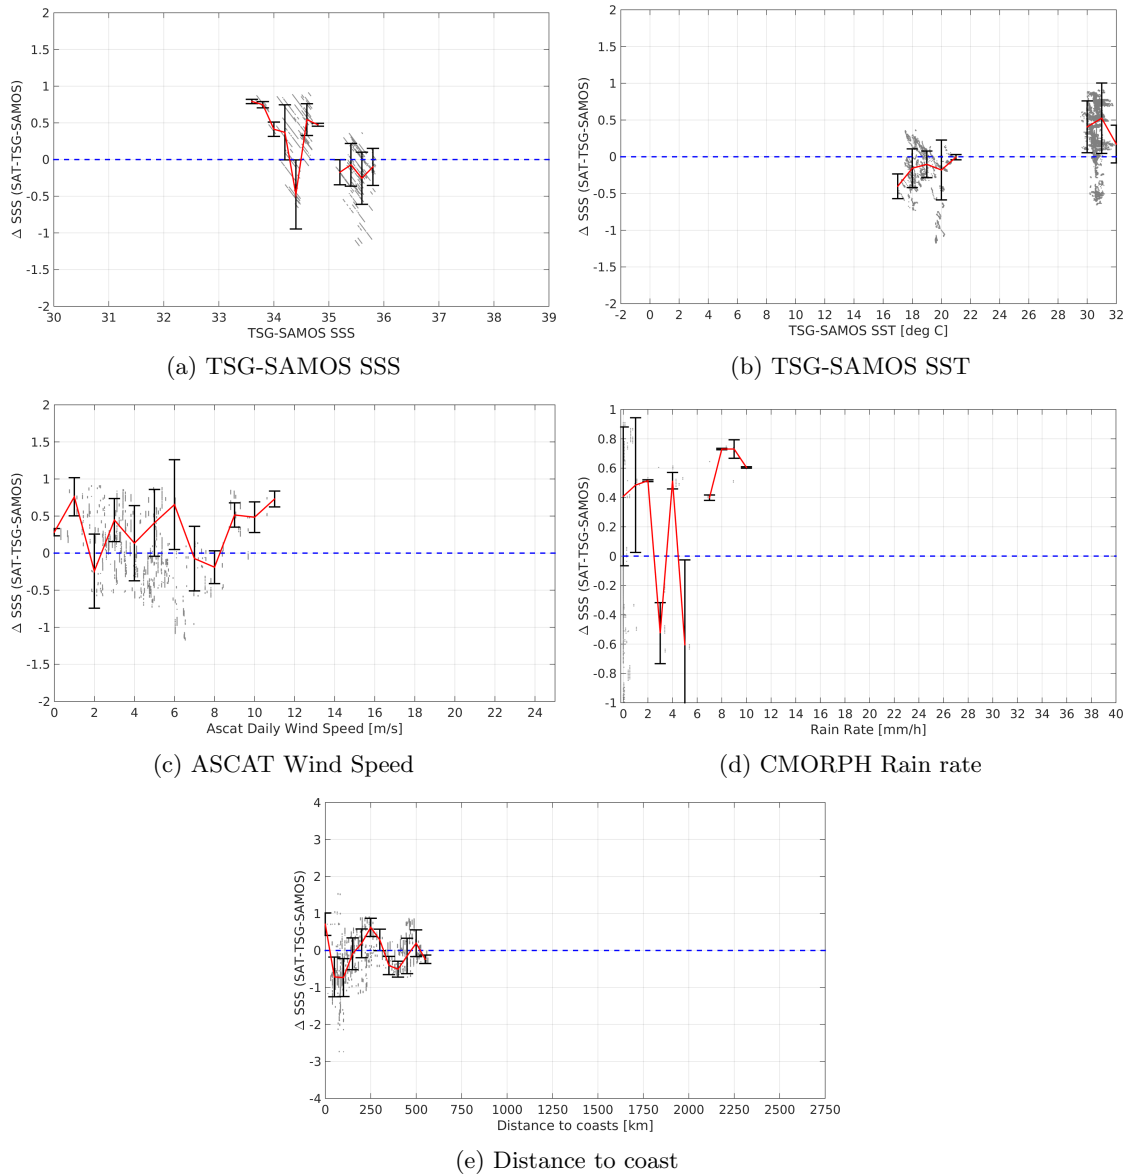 2
1.5
1
0.5
0
-0.5
-1
-1.5
-2
Δ SSS (SAT-TSG-SAMOS)
30 31 32 33 34 35 36 37 38 39
TSG-SAMOS SSS
(a) TSG-SAMOS SSS
2
1.5
1
0.5
0
-0.5
-1
-1.5
-2
Δ SSS (SAT-TSG-SAMOS)
-2 0 2 4 6 8 10 12 14 16 18 20 22 24 26 28 30 32
TSG-SAMOS SST [deg C]
(b) TSG-SAMOS SST
2
1.5
1
0.5
0
-0.5
-1
-1.5
-2
Δ SSS (SAT-TSG-SAMOS)
0 2 4 6 8 10 12 14 16 18 20 22 24
Ascat Daily Wind Speed [m/s]
(c) ASCAT Wind Speed
1
0.8
0.6
0.4
0.2
0
-0.2
-0.4
-0.6
-0.8
-1
Δ SSS (SAT-TSG-SAMOS)
0 2 4 6 8 10 12 14 16 18 20 22 24 26 28 30 32 34 36 38 40
Rain Rate [mm/h]
(d) CMORPH Rain rate
4
3
2
1
0
-1
-2
-3
-4
Δ SSS (SAT-TSG-SAMOS)
0 250 500 750 1000 1250 1500 1750 2000 2250 2500 2750
Distance to coasts [km]
(e) Distance to coast